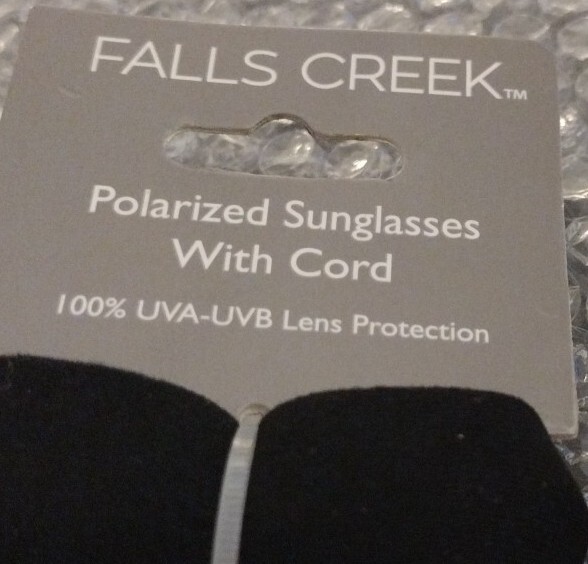 FALLS CREEK™
Polarized Sunglasses
With Cord
100% UVA-UVB Lens Protection